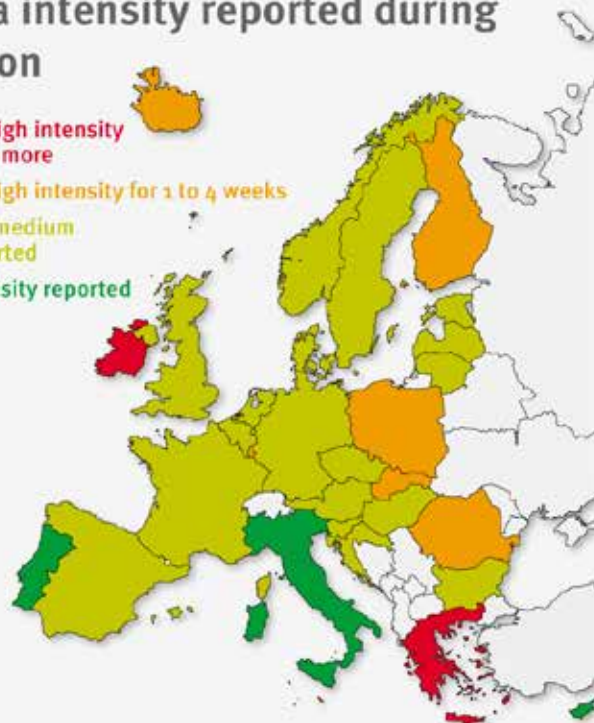 a intensity reported during
on
igh intensity
more
igh intensity for 1 to 4 weeks
medium
rted
sity reported